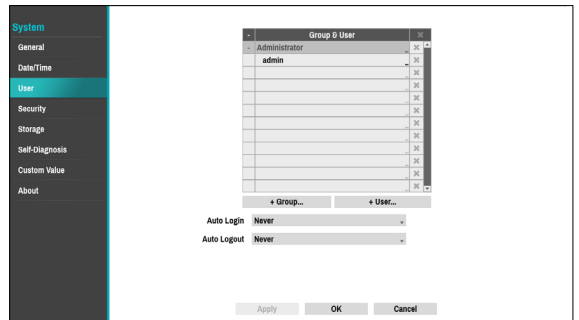 System
General
Date/Time
User
Security
Storage
Self-Diagnosis
Custom Value
About
- Group & User
- Administrator
admin
+ Group... + User...
Auto Login Never
Auto Logout Never
Apply OK Cancel